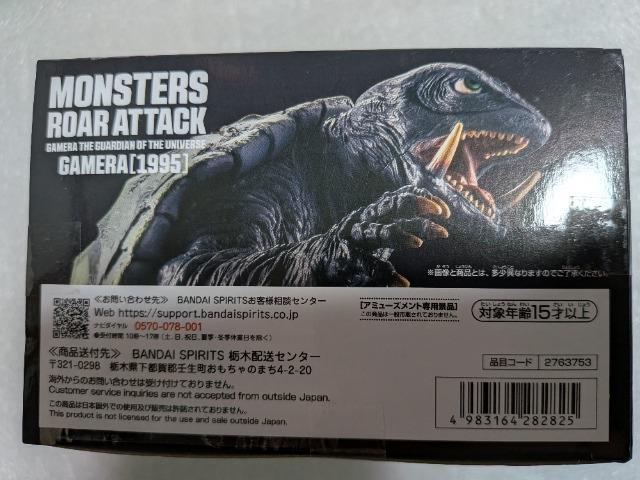 MONSTERS
ROAR ATTACK
GAMERA THE GUARDIAN OF THE UNIVERSE
GAMERA[1995]
※画像と商品とは、多少異なりますのでご了承ください。
≪お問い合わせ先≫ BANDAI SPIRITSお客様相談センター
Web https://support.bandaispirits.co.jp
ナビダイヤル 0570-078-001
●受付時間 10時〜17時(土、日、祝日、夏季・冬季休業日を除く)
≪商品送付先≫ BANDAI SPIRITS 栃木配送センター
〒321-0298 栃木県下都賀郡壬生町おもちゃのまち4-2-20
海外からのお問い合わせは受け付けておりません。
Customer service inquiries are not accepted from outside Japan.
この商品は日本国外での使用及び販売は許諾されておりません。
This product is not licensed for the use and sale outside Japan.
[アミューズメント専用景品]
この商品は一般市販されておりません。
対象年齢15才以上
品目コード 2763753
4 983164 282825